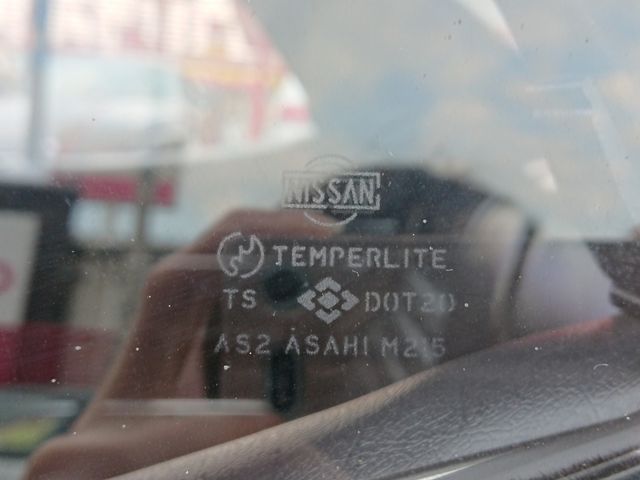 NISSAN
TEMPERLITE
TS DOT20
AS2 ASAHI M215